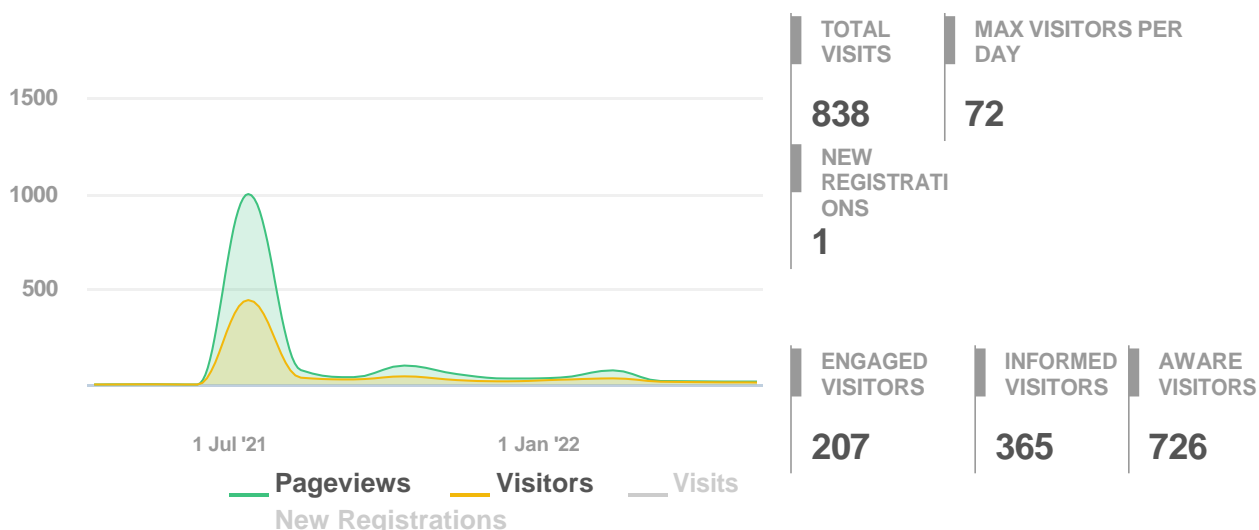 TOTAL
VISITS
838
MAX VISITORS PER
DAY
72
NEW
REGISTRATI
ONS
1
1500
1000
500
1 Jul '21
1 Jan '22
Pageviews
Visitors
Visits
New Registrations
ENGAGED
VISITORS
207
INFORMED
VISITORS
365
AWARE
VISITORS
726